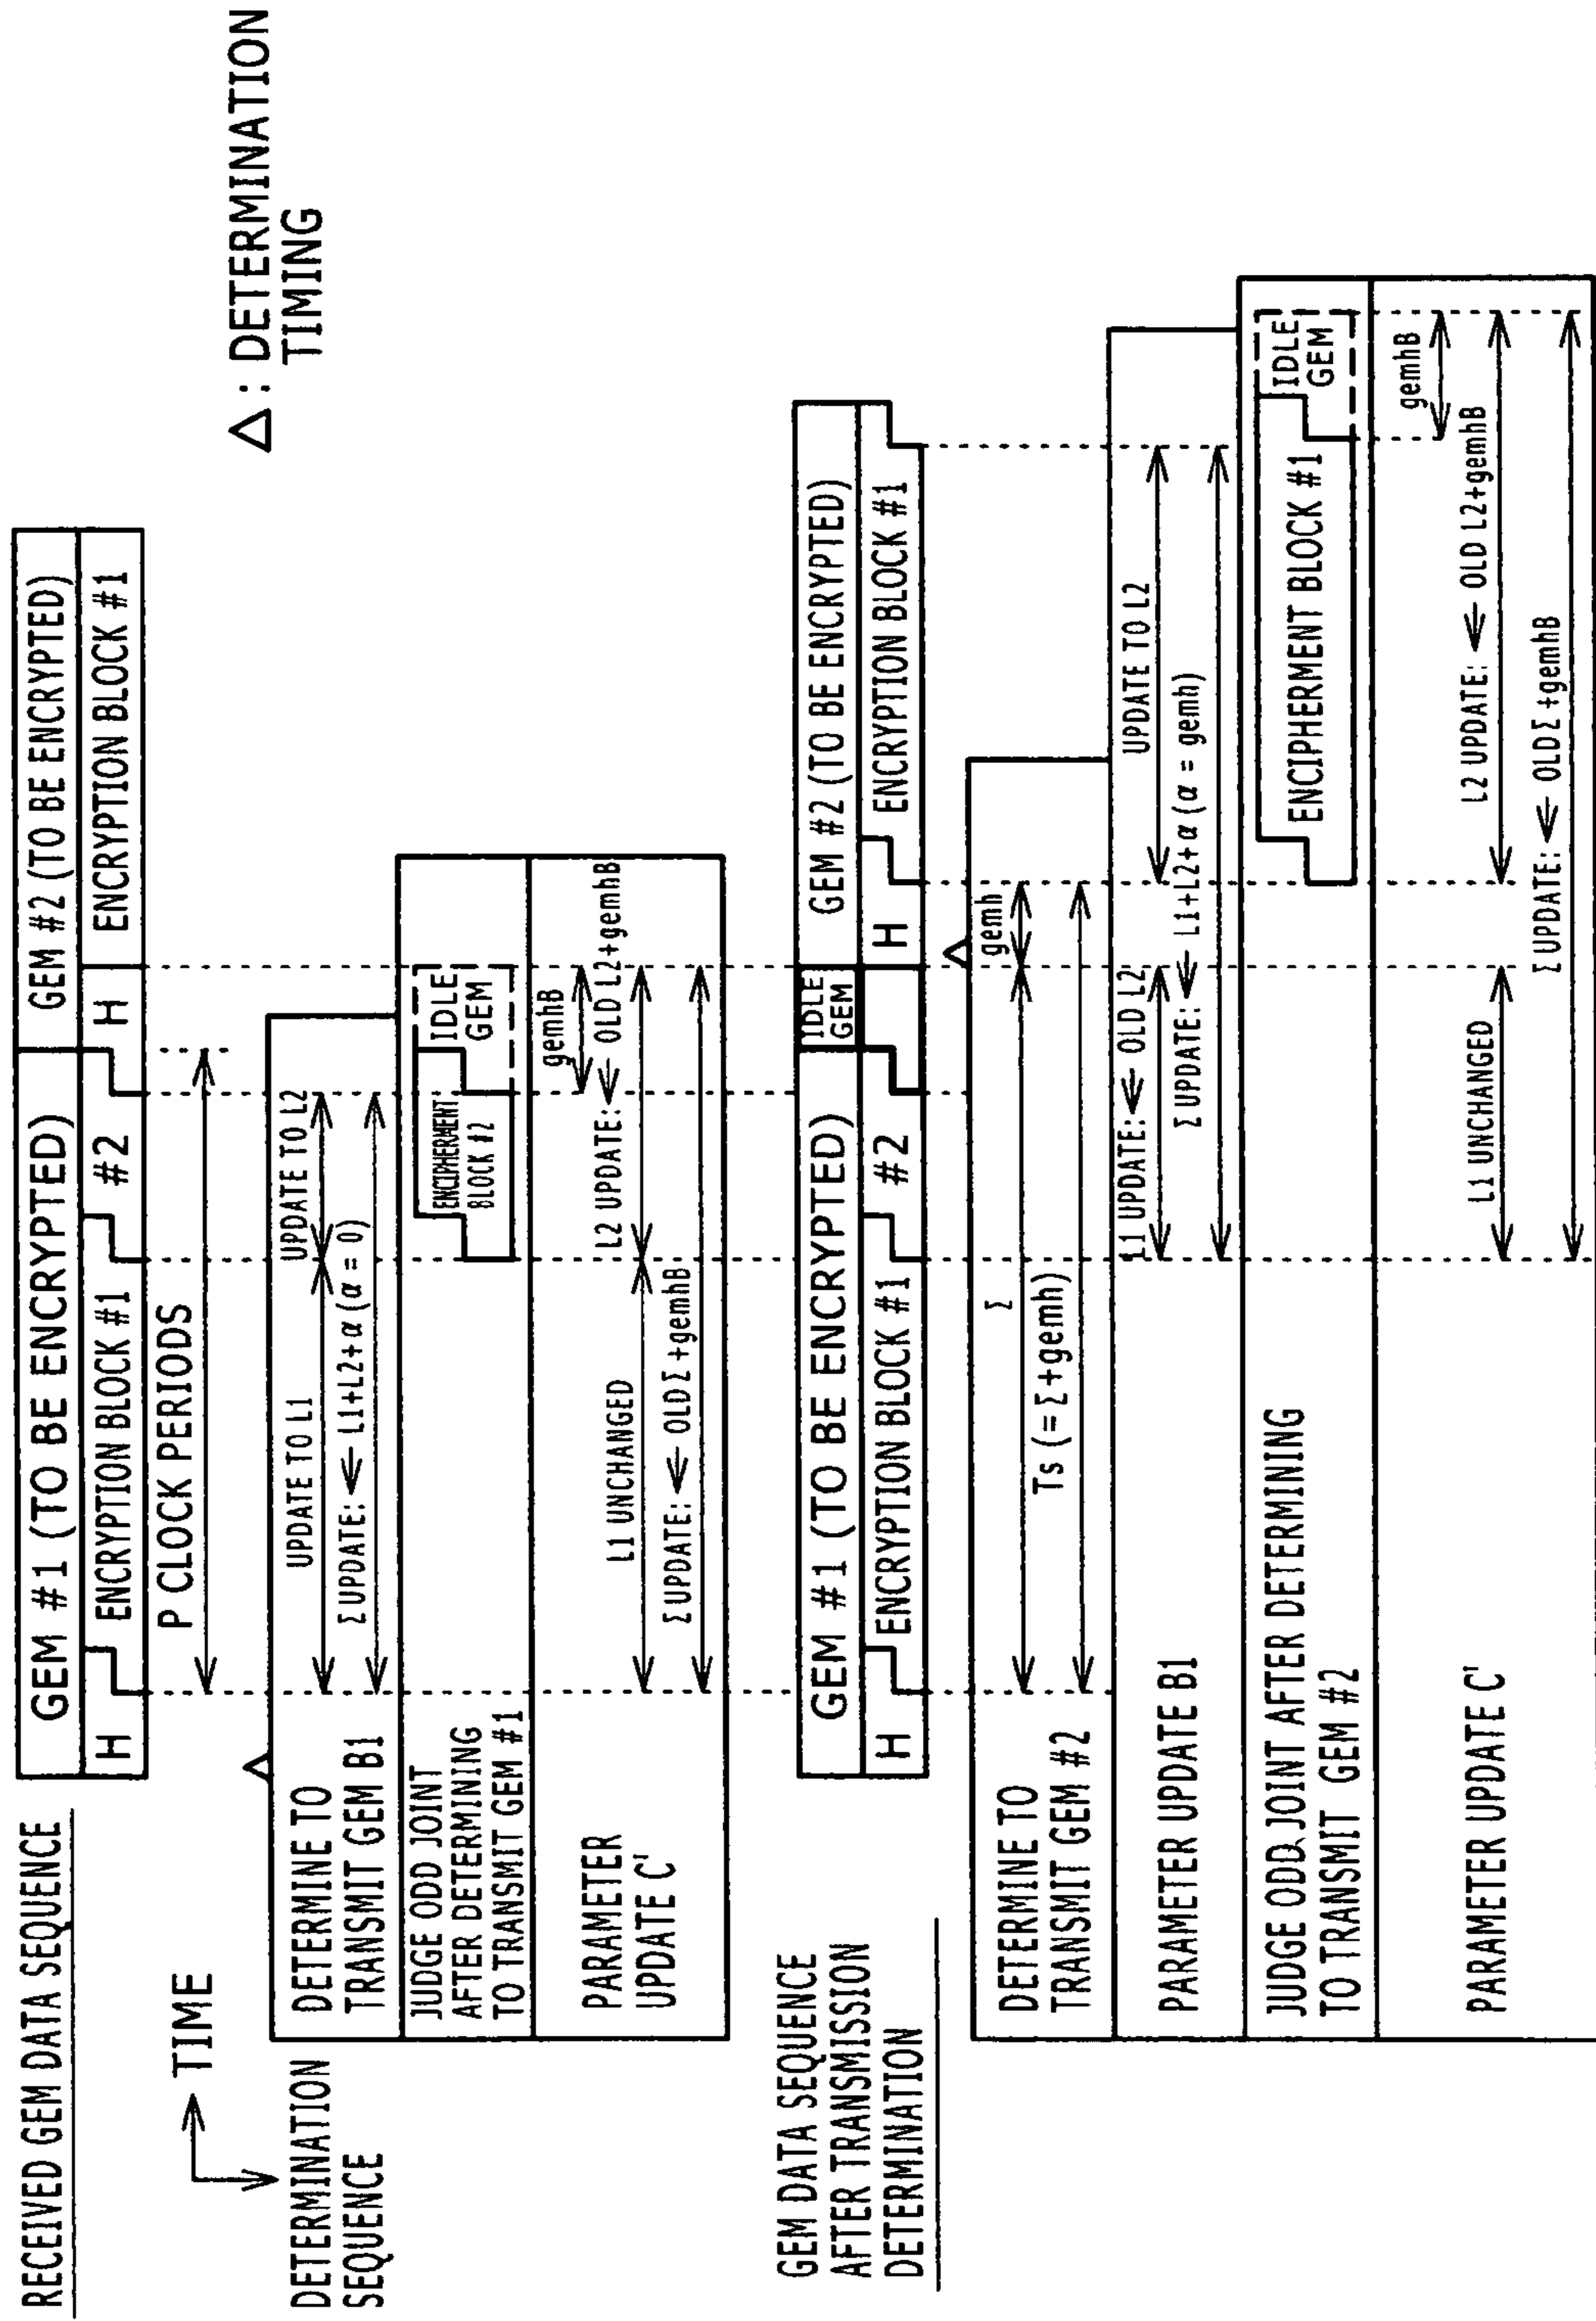 RECEIVED GEM DATA SEQUENCE
GEM #1 (TO BE ENCRYPTED)
GEM #2 (TO BE ENCRYPTED)
H
ENCRYPTION BLOCK #1
#2
H
ENCRYPTION BLOCK #1
P CLOCK PERIODS
TIME
DETERMINATION
SEQUENCE
△: DETERMINATION
TIMING
DETERMINE TO
TRANSMIT GEM B1
UPDATE TO L1
UPDATE TO L2
Σ UPDATE: ⇐ L1+L2+α (α = 0)
JUDGE ODD JOINT
AFTER DETERMINING
TO TRANSMIT GEM #1
ENCIPHERMENT
BLOCK #2
IDLE
GEM
PARAMETER
UPDATE C'
gemhB
L1 UNCHANGED
L2 UPDATE: ⇐ OLD L2+gemhB
Σ UPDATE: ⇐ OLD Σ +gemhB
GEM DATA SEQUENCE
AFTER TRANSMISSION
DETERMINATION
GEM #1 (TO BE ENCRYPTED)
IDLE
GEM
GEM #2 (TO BE ENCRYPTED)
H
ENCRYPTION BLOCK #1
#2
H
ENCRYPTION BLOCK #1
DETERMINE TO
TRANSMIT GEM #2
Σ
gemh
Ts (= Σ+gemh)
PARAMETER UPDATE B1
L1 UPDATE: ⇐ OLD L2
UPDATE TO L2
Σ UPDATE: ⇐ L1+L2+α (α = gemh)
JUDGE ODD JOINT AFTER DETERMINING
TO TRANSMIT GEM #2
ENCIPHERMENT BLOCK #1
IDLE
GEM
PARAMETER UPDATE C'
gemhB
L1 UNCHANGED
L2 UPDATE: ⇐ OLD L2+gemhB
Σ UPDATE: ⇐ OLD Σ +gemhB